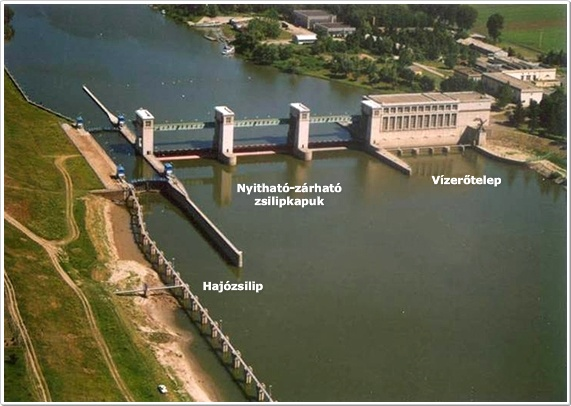 Vízerőtelep
Nyitható-zárható
zsilipkapuk
Hajózsilip